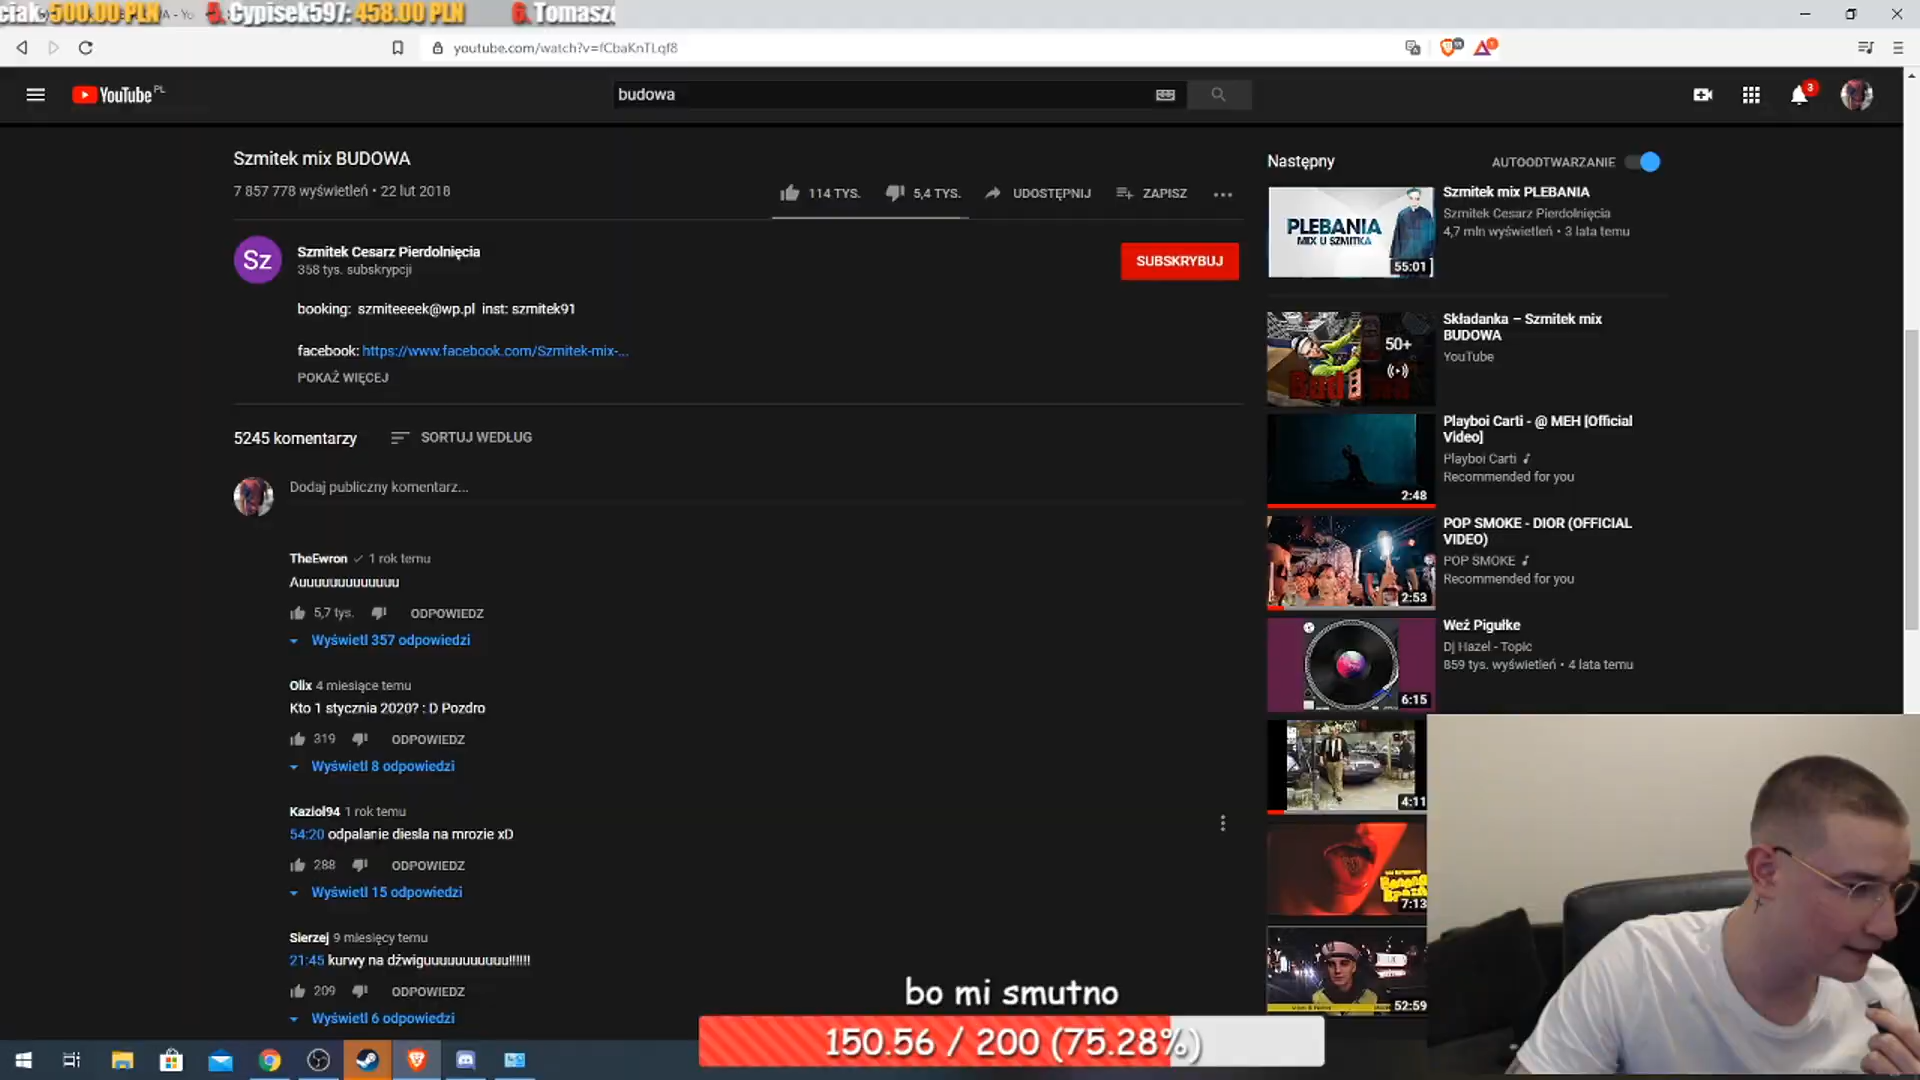 ciak: 500.00 PLN 5. Cypisek597: 458.00 PLN 6. Tomasz
youtube.com/watch?v=fCbaKnTLqf8
YouTube PL
budowa
3
Szmitek mix BUDOWA
7 857 778 wyświetleń • 22 lut 2018
114 TYS. 5,4 TYS. UDOSTĘPNIJ ZAPISZ
Sz
Szmitek Cesarz Pierdolnięcia
358 tys. subskrypcji
SUBSKRYBUJ
booking: szmiteeeek@wp.pl inst: szmitek91
facebook: https://www.facebook.com/Szmitek-mix-...
POKAŻ WIĘCEJ
5245 komentarzy SORTUJ WEDŁUG
Dodaj publiczny komentarz...
TheEwron 1 rok temu
Auuuuuuuuuuuuu
5,7 tys. ODPOWIEDZ
Wyświetl 357 odpowiedzi
Olix 4 miesiące temu
Kto 1 stycznia 2020? : D Pozdro
319 ODPOWIEDZ
Wyświetl 8 odpowiedzi
Kazioł94 1 rok temu
54:20 odpalanie diesla na mrozie xD
288 ODPOWIEDZ
Wyświetl 15 odpowiedzi
Sierzej 9 miesięcy temu
21:45 kurwy na dźwiguuuuuuuuuuu!!!!!!
209 ODPOWIEDZ
Wyświetl 6 odpowiedzi
Następny AUTOODTWARZANIE
PLEBANIA
MIX U SZMITKA
55:01
Szmitek mix PLEBANIA
Szmitek Cesarz Pierdolnięcia
4,7 mln wyświetleń • 3 lata temu
50+
Składanka – Szmitek mix
BUDOWA
YouTube
2:48
Playboi Carti - @ MEH [Official
Video]
Playboi Carti
Recommended for you
2:53
POP SMOKE - DIOR (OFFICIAL
VIDEO)
POP SMOKE
Recommended for you
6:15
Weź Pigułke
Dj Hazel - Topic
859 tys. wyświetleń • 4 lata temu
4:11
7:13
52:59
bo mi smutno
150.56 / 200 (75.28%)